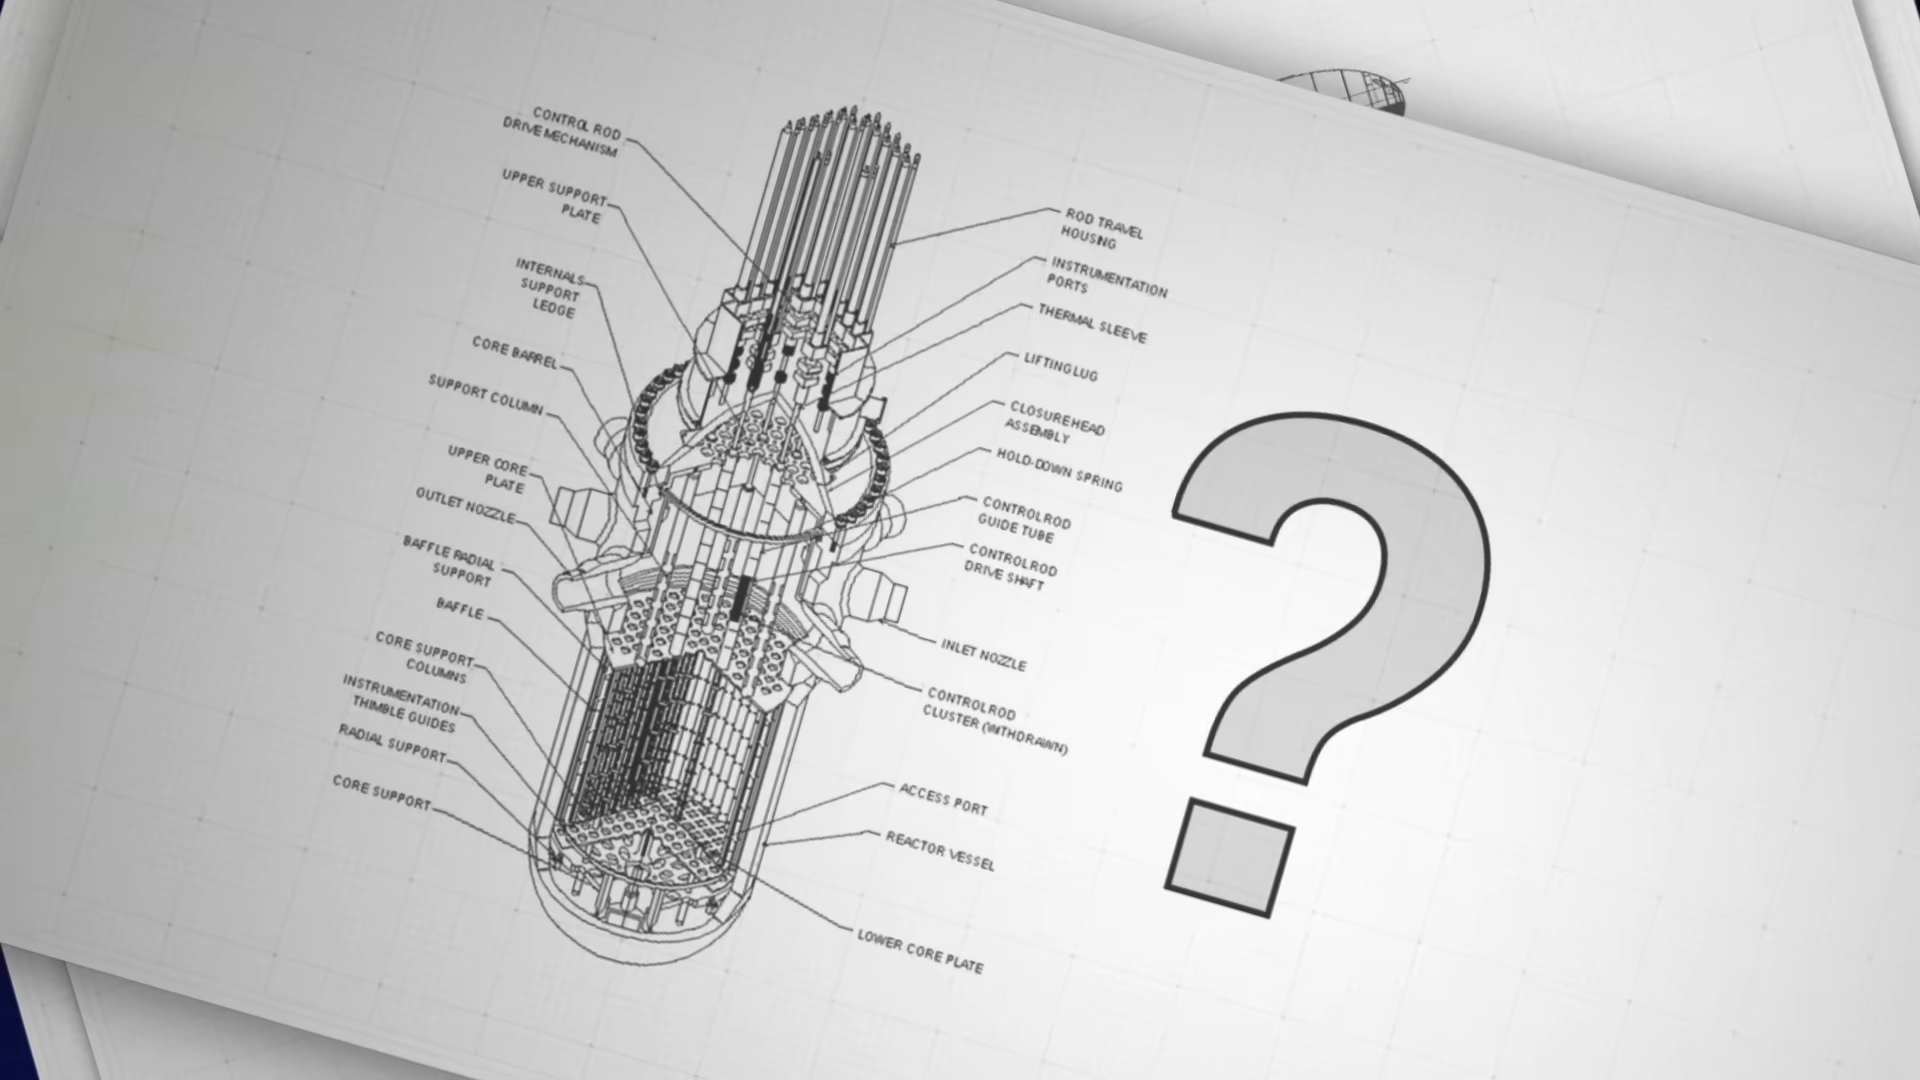 CONTROL ROD
DRIVE MECHANISM
UPPER SUPPORT
PLATE
INTERNALS
SUPPORT
LEDGE
CORE BARREL
SUPPORT COLUMN
UPPER CORE
PLATE
OUTLET NOZZLE
BAFFLE RADIAL
SUPPORT
BAFFLE
CORE SUPPORT
COLUMNS
INSTRUMENTATION
THIMBLE GUIDES
RADIAL SUPPORT
CORE SUPPORT
ROD TRAVEL
HOUSING
INSTRUMENTATION
PORTS
THERMAL SLEEVE
LIFTING LUG
CLOSURE HEAD
ASSEMBLY
HOLD-DOWN SPRING
CONTROL ROD
GUIDE TUBE
CONTROL ROD
DRIVE SHAFT
INLET NOZZLE
CONTROL ROD
CLUSTER (WITHDRAWN)
ACCESS PORT
REACTOR VESSEL
LOWER CORE PLATE
?